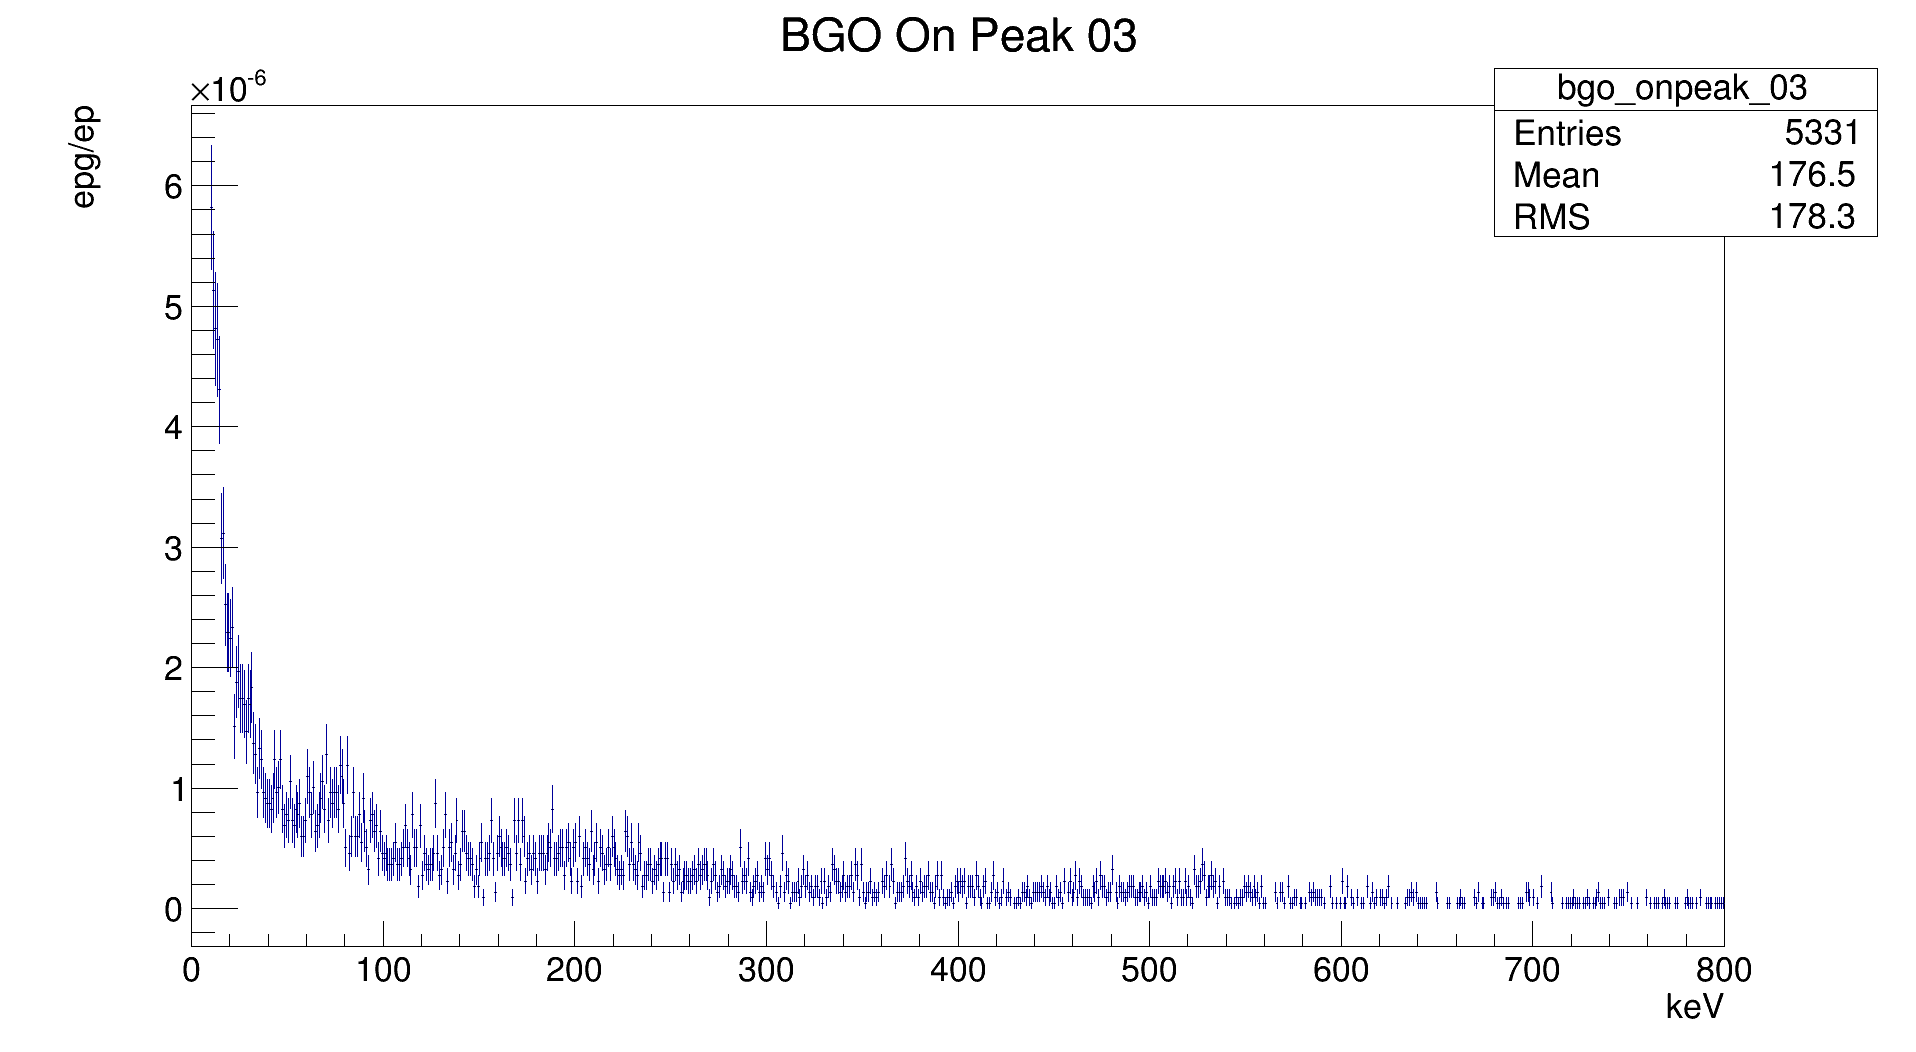 BGO On Peak 03
×10-6
epg/ep
bgo_onpeak_03
Entries 5331
Mean 176.5
RMS 178.3
6
5
4
3
2
1
0
0 100 200 300 400 500 600 700 800
keV